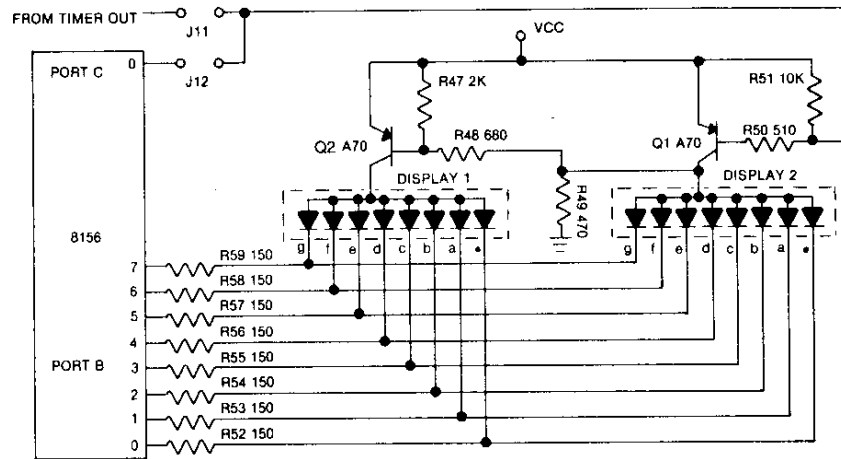 FROM TIMER OUT
J11
VCC
0
PORT C
J12
R47 2K
R51 10K
Q2 A70
R48 680
Q1 A70
R50 510
DISPLAY 1
R49 470
DISPLAY 2
g f e d c b a •
g f e d c b a •
8156
7 R59 150
6 R58 150
5 R57 150
4 R56 150
PORT B
3 R55 150
2 R54 150
1 R53 150
0 R52 150